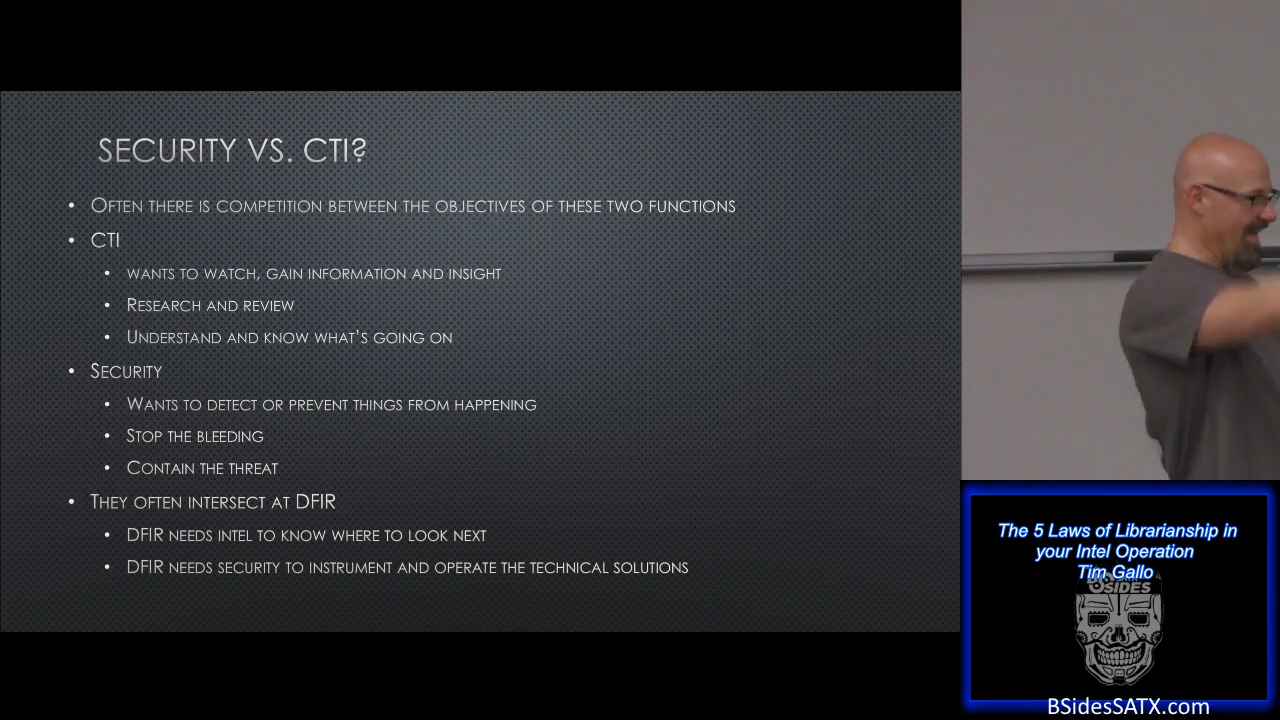 SECURITY VS. CTI?
• OFTEN THERE IS COMPETITION BETWEEN THE OBJECTIVES OF THESE TWO FUNCTIONS
• CTI
• WANTS TO WATCH, GAIN INFORMATION AND INSIGHT
• RESEARCH AND REVIEW
• UNDERSTAND AND KNOW WHAT'S GOING ON
• SECURITY
• WANTS TO DETECT OR PREVENT THINGS FROM HAPPENING
• STOP THE BLEEDING
• CONTAIN THE THREAT
• THEY OFTEN INTERSECT AT DFIR
• DFIR NEEDS INTEL TO KNOW WHERE TO LOOK NEXT
• DFIR NEEDS SECURITY TO INSTRUMENT AND OPERATE THE TECHNICAL SOLUTIONS
The 5 Laws of Librarianship in
your Intel Operation
Tim Gallo
BSIDES
BSidesSATX.com